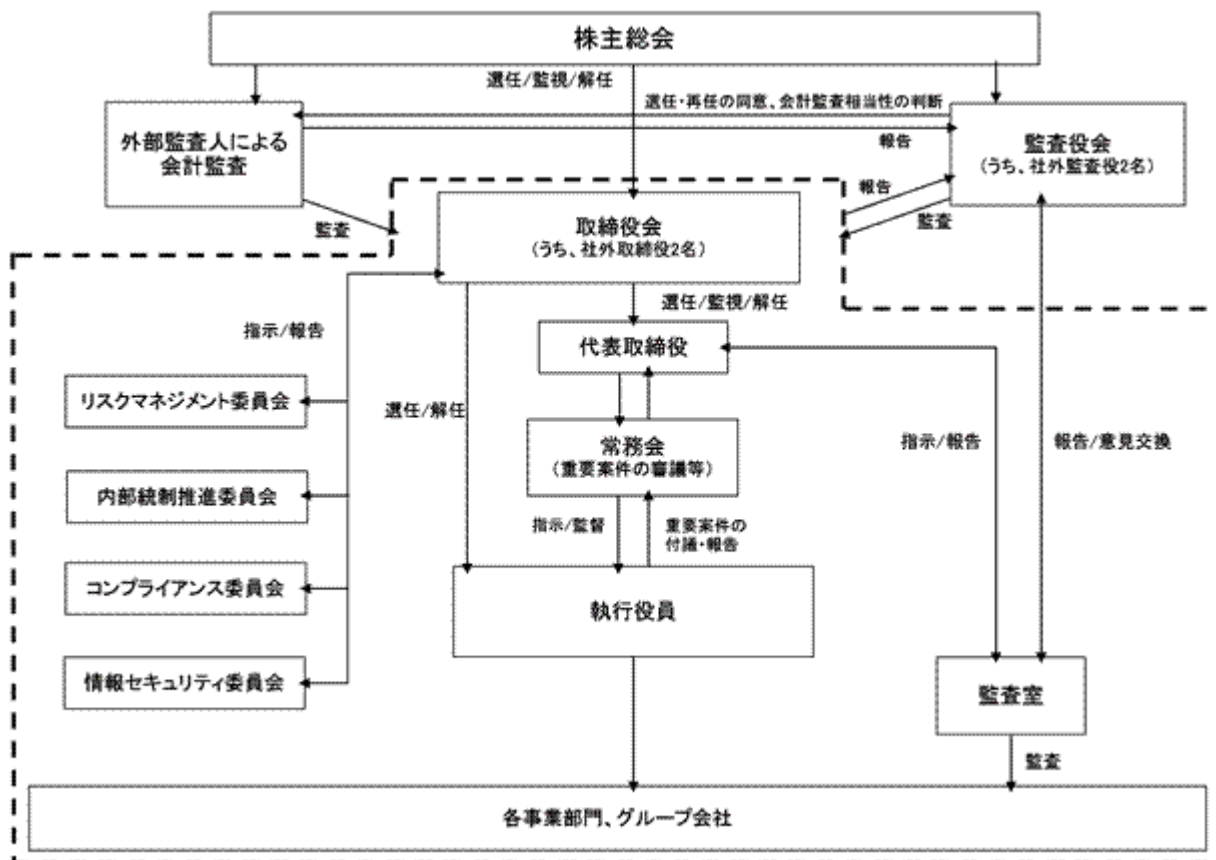 株主総会
選任/監視/解任
選任・再任の同意、会計監査相当性の判断
外部監査人による
会計監査
報告
監査役会
(うち、社外監査役2名)
監査
報告
監査
取締役会
(うち、社外取締役2名)
選任/監視/解任
指示/報告
代表取締役
リスクマネジメント委員会
選任/解任
常務会
(重要案件の審議等)
指示/報告
報告/意見交換
内部統制推進委員会
指示/監督
重要案件の
付議・報告
コンプライアンス委員会
執行役員
情報セキュリティ委員会
監査室
監査
各事業部門、グループ会社